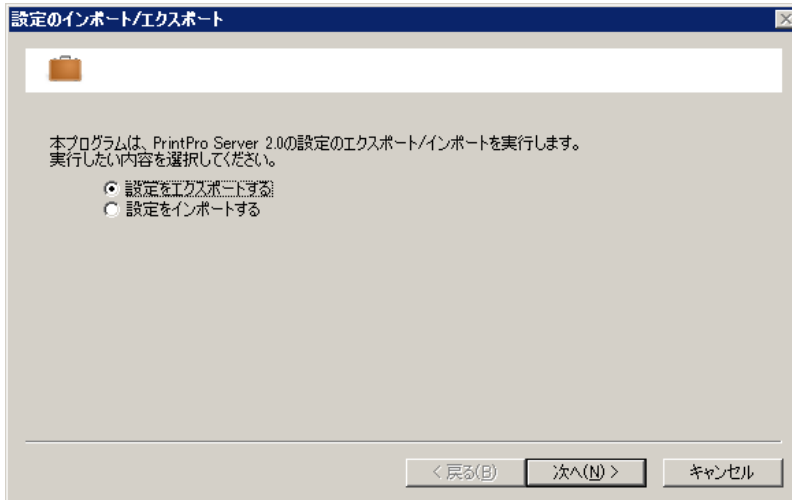 設定のインポート/エクスポート
本プログラムは、PrintPro Server 2.0の設定のエクスポート/インポートを実行します。
実行したい内容を選択してください。
設定をエクスポートする
設定をインポートする
< 戻る(B)
次へ(N) >
キャンセル